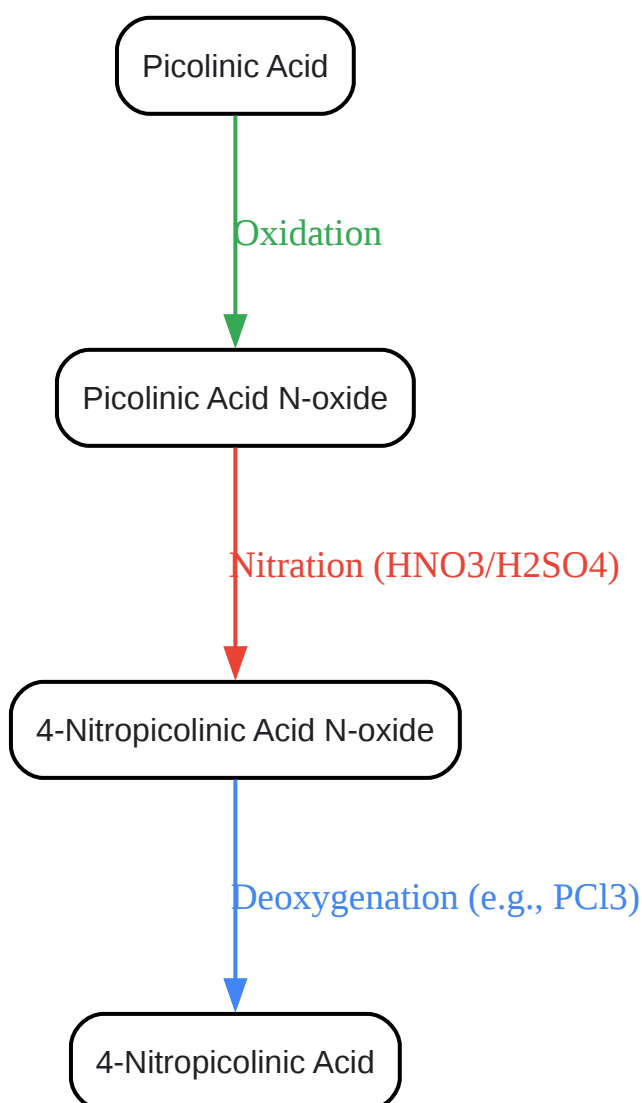 Picolinic Acid
Oxidation
Picolinic Acid N-oxide
Nitration (HNO3/H2SO4)
4-Nitropicolinic Acid N-oxide
Deoxygenation (e.g., PCl3)
4-Nitropicolinic Acid